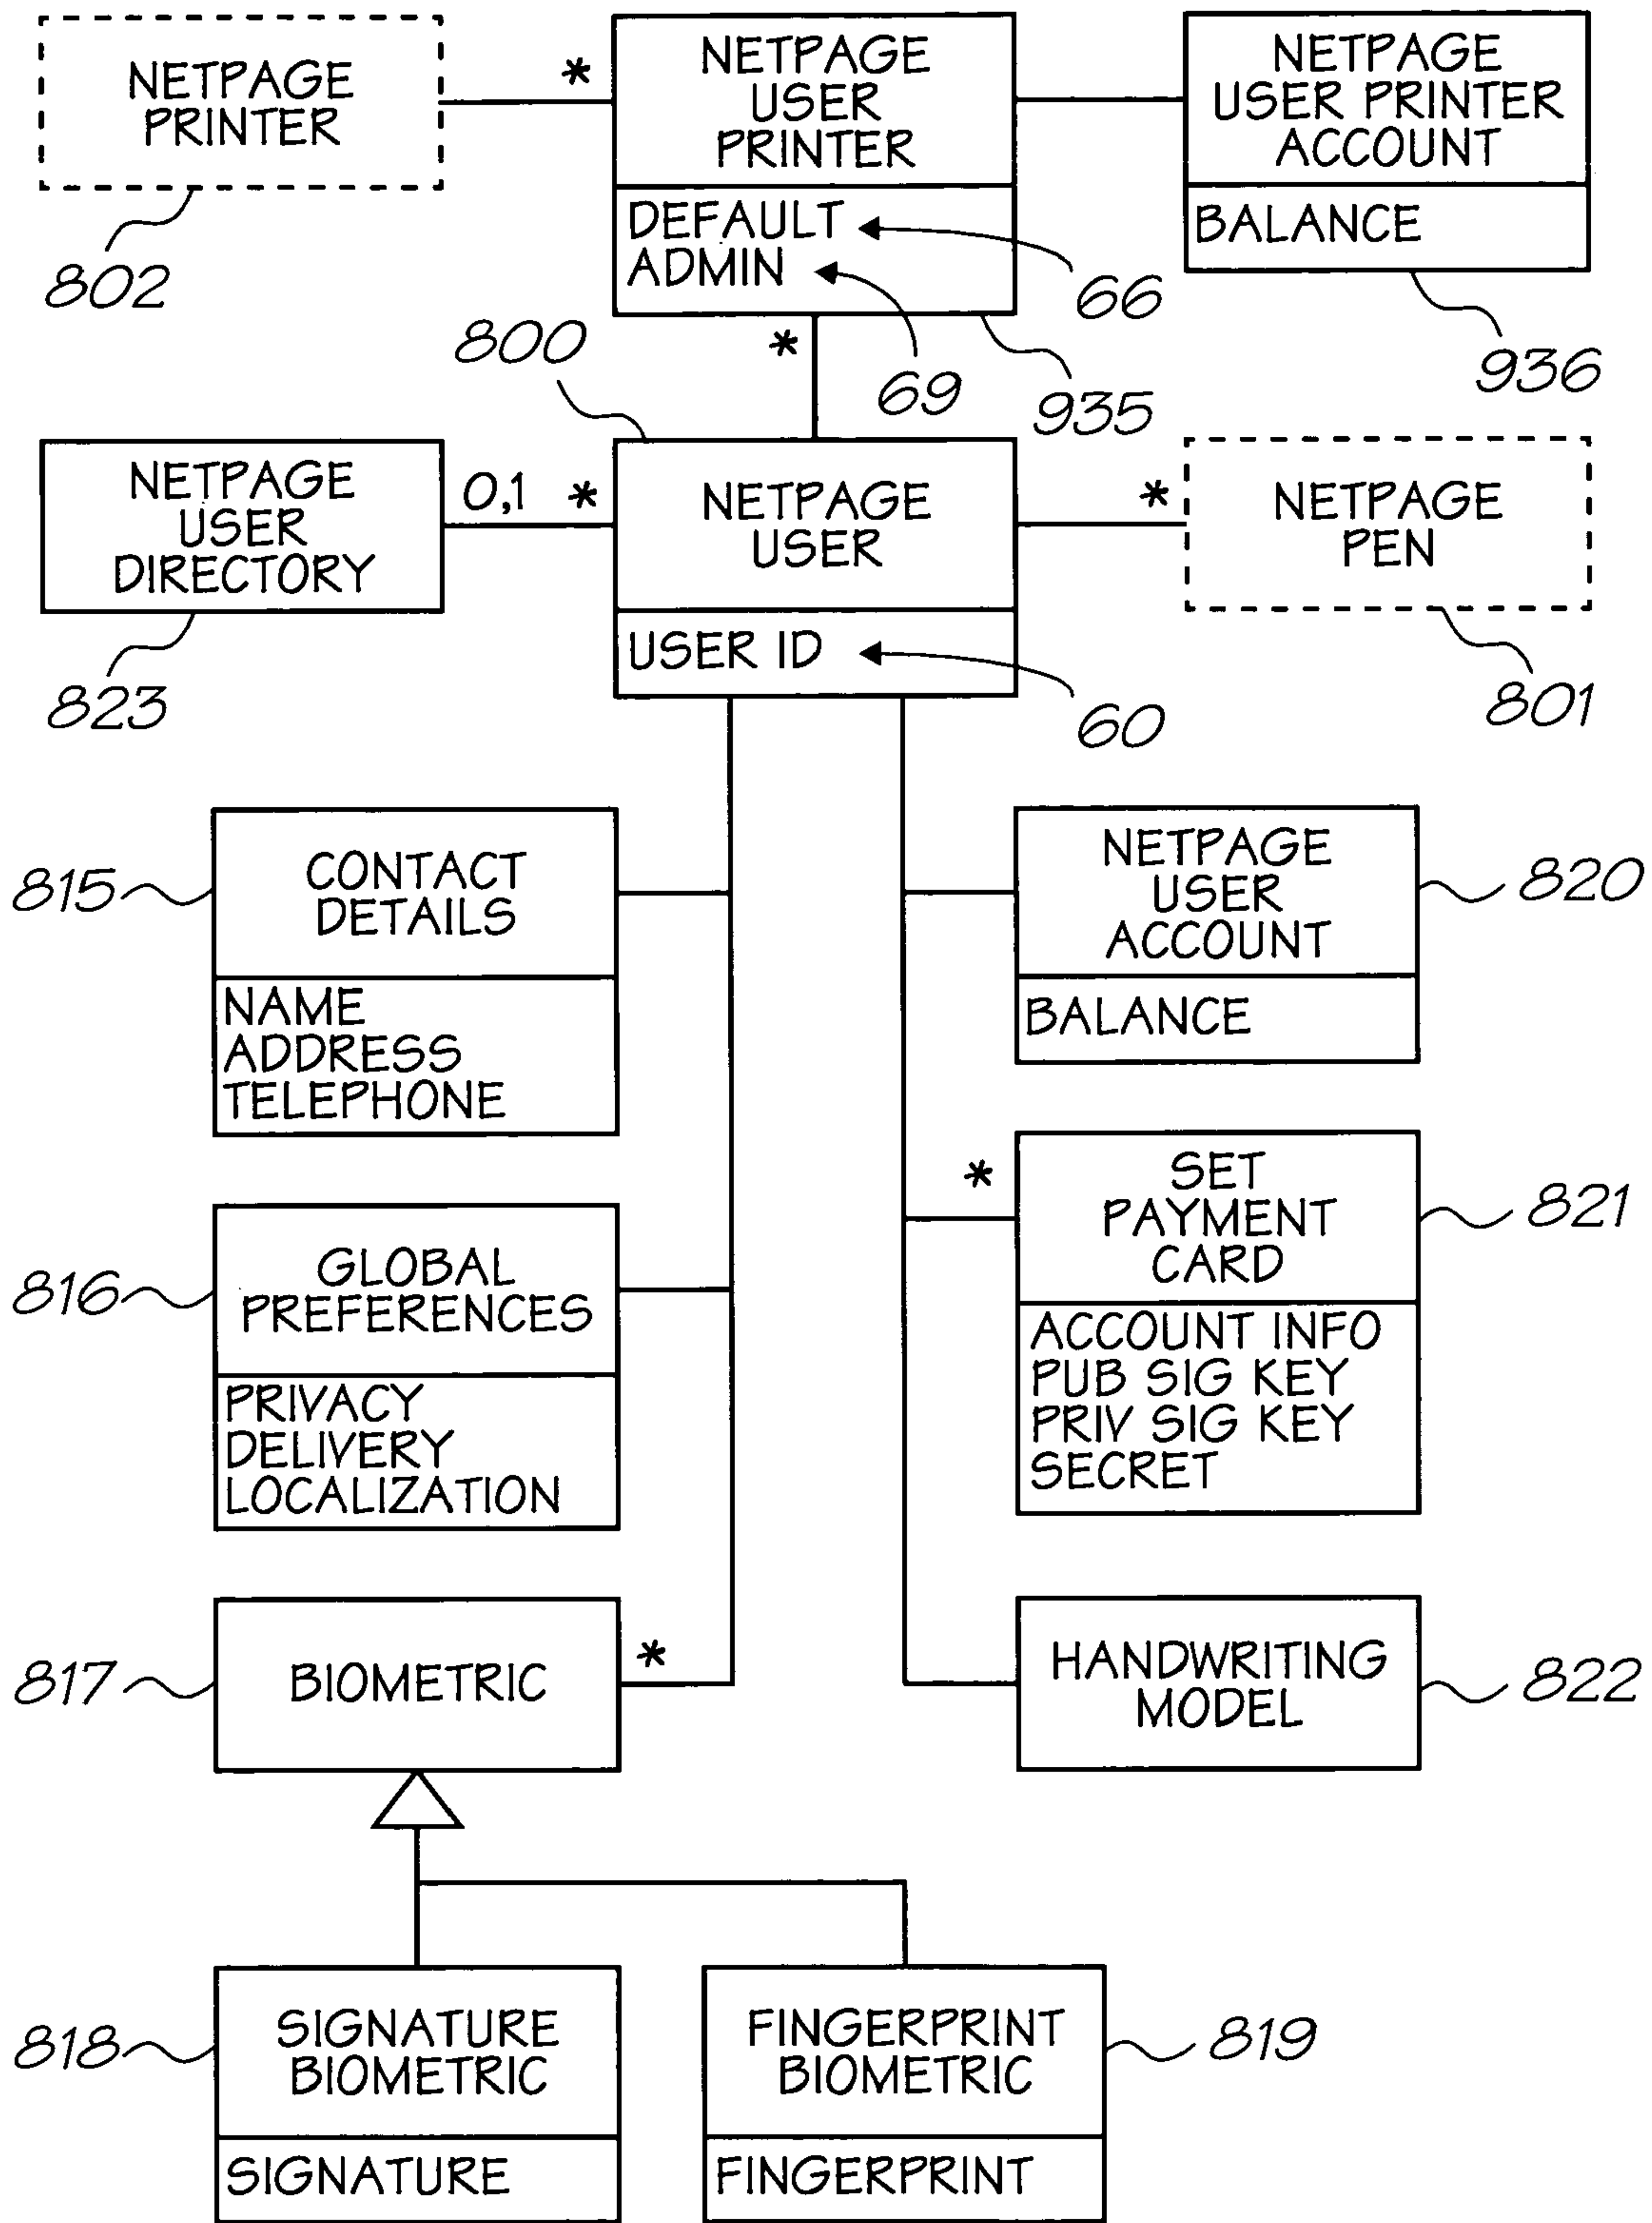 NETPAGE
PRINTER
802
*
NETPAGE
USER
PRINTER
DEFAULT
ADMIN
66
69
935
NETPAGE
USER PRINTER
ACCOUNT
BALANCE
936
*
800
NETPAGE
USER
DIRECTORY
823
0,1 *
NETPAGE
USER
USER ID
60
*
NETPAGE
PEN
801
815
CONTACT
DETAILS
NAME
ADDRESS
TELEPHONE
NETPAGE
USER
ACCOUNT
BALANCE
820
816
GLOBAL
PREFERENCES
PRIVACY
DELIVERY
LOCALIZATION
*
SET
PAYMENT
CARD
ACCOUNT INFO
PUB SIG KEY
PRIV SIG KEY
SECRET
821
817
BIOMETRIC
*
HANDWRITING
MODEL
822
818
SIGNATURE
BIOMETRIC
SIGNATURE
FINGERPRINT
BIOMETRIC
FINGERPRINT
819